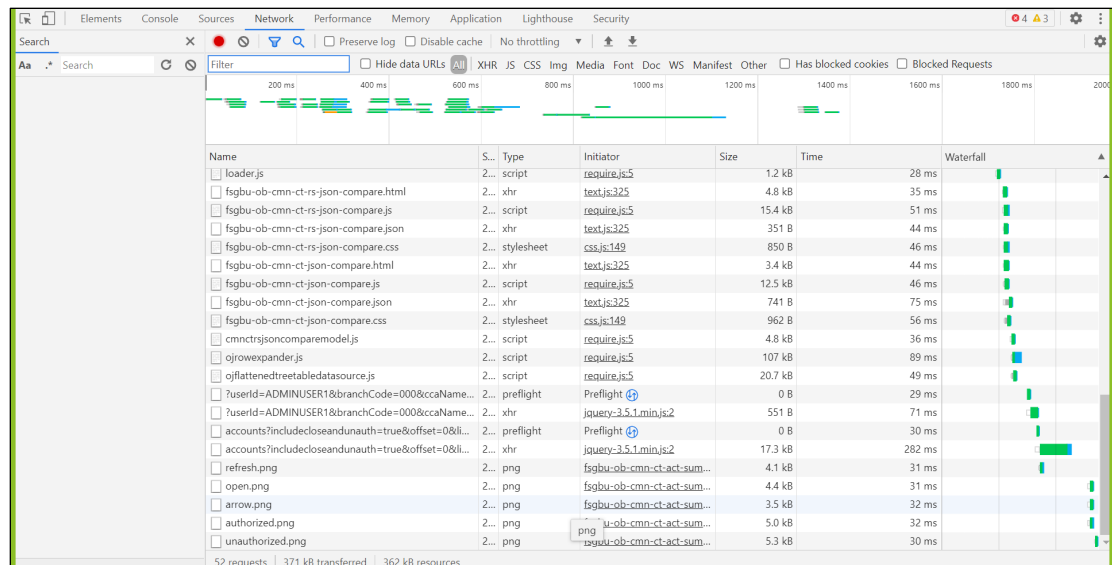 Elements Console Sources Network Performance Memory Application Lighthouse Security 4 3
Search Preserve log Disable cache No throttling
Aa .* Search Filter Hide data URLs All XHR JS CSS Img Media Font Doc WS Manifest Other Has blocked cookies Blocked Requests
200 ms 400 ms 600 ms 800 ms 1000 ms 1200 ms 1400 ms 1600 ms 1800 ms 2000
Name S... Type Initiator Size Time Waterfall
loader.js 2... script require.js:5 1.2 kB 28 ms
fsgbu-ob-cmn-ct-rs-json-compare.html 2... xhr text.js:325 4.8 kB 35 ms
fsgbu-ob-cmn-ct-rs-json-compare.js 2... script require.js:5 15.4 kB 51 ms
fsgbu-ob-cmn-ct-rs-json-compare.json 2... xhr text.js:325 351 B 44 ms
fsgbu-ob-cmn-ct-rs-json-compare.css 2... stylesheet css.js:149 850 B 46 ms
fsgbu-ob-cmn-ct-json-compare.html 2... xhr text.js:325 3.4 kB 44 ms
fsgbu-ob-cmn-ct-json-compare.js 2... script require.js:5 12.5 kB 46 ms
fsgbu-ob-cmn-ct-json-compare.json 2... xhr text.js:325 741 B 75 ms
fsgbu-ob-cmn-ct-json-compare.css 2... stylesheet css.js:149 962 B 56 ms
cmnctrsjsoncomparemodel.js 2... script require.js:5 4.8 kB 36 ms
ojrowexpander.js 2... script require.js:5 107 kB 89 ms
ojflattenedtreetabledatasource.js 2... script require.js:5 20.7 kB 49 ms
?userId=ADMINUSER1&branchCode=000&ccaName... 2... preflight Preflight 0 B 29 ms
?userId=ADMINUSER1&branchCode=000&ccaName... 2... xhr jquery-3.5.1.min.js:2 551 B 71 ms
accounts?includecloseandunauth=true&offset=0&li... 2... preflight Preflight 0 B 30 ms
accounts?includecloseandunauth=true&offset=0&li... 2... xhr jquery-3.5.1.min.js:2 17.3 kB 282 ms
refresh.png 2... png fsgbu-ob-cmn-ct-act-sum... 4.1 kB 31 ms
open.png 2... png fsgbu-ob-cmn-ct-act-sum... 4.4 kB 31 ms
arrow.png 2... png fsgbu-ob-cmn-ct-act-sum... 3.5 kB 32 ms
authorized.png 2... png png bu-ob-cmn-ct-act-sum... 5.0 kB 32 ms
unauthorized.png 2... png fsgbu-ob-cmn-ct-act-sum... 5.3 kB 30 ms
52 requests 371 kB transferred 362 kB resources